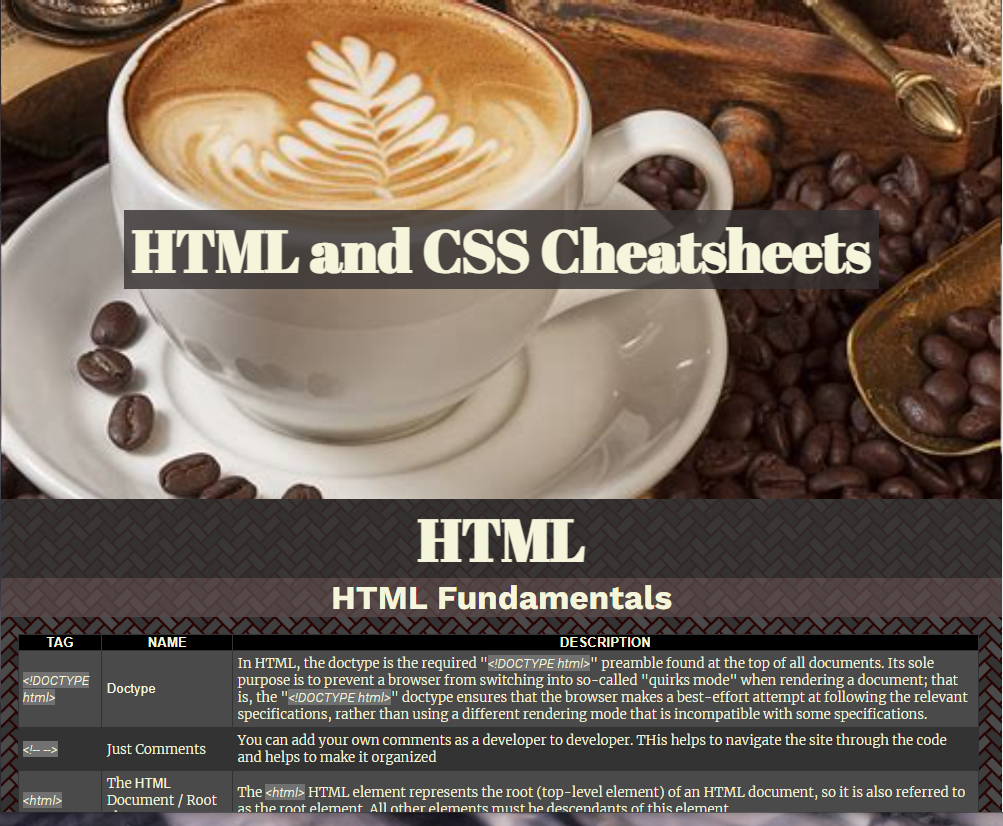 HTML and CSS Cheatsheets
HTML
HTML Fundamentals
TAG NAME DESCRIPTION
<!DOCTYPE html> Doctype
In HTML, the doctype is the required "<!DOCTYPE html>" preamble found at the top of all documents. Its sole
purpose is to prevent a browser from switching into so-called "quirks mode" when rendering a document; that
is, the "<!DOCTYPE html>" doctype ensures that the browser makes a best-effort attempt at following the relevant
specifications, rather than using a different rendering mode that is incompatible with some specifications.
<!-- --> Just Comments
You can add your own comments as a developer to developer. THis helps to navigate the site through the code
and helps to make it organized
<html>
The HTML
Document / Root
The <html> HTML element represents the root (top-level element) of an HTML document, so it is also referred to
as the root element. All other elements must be descendants of this element.